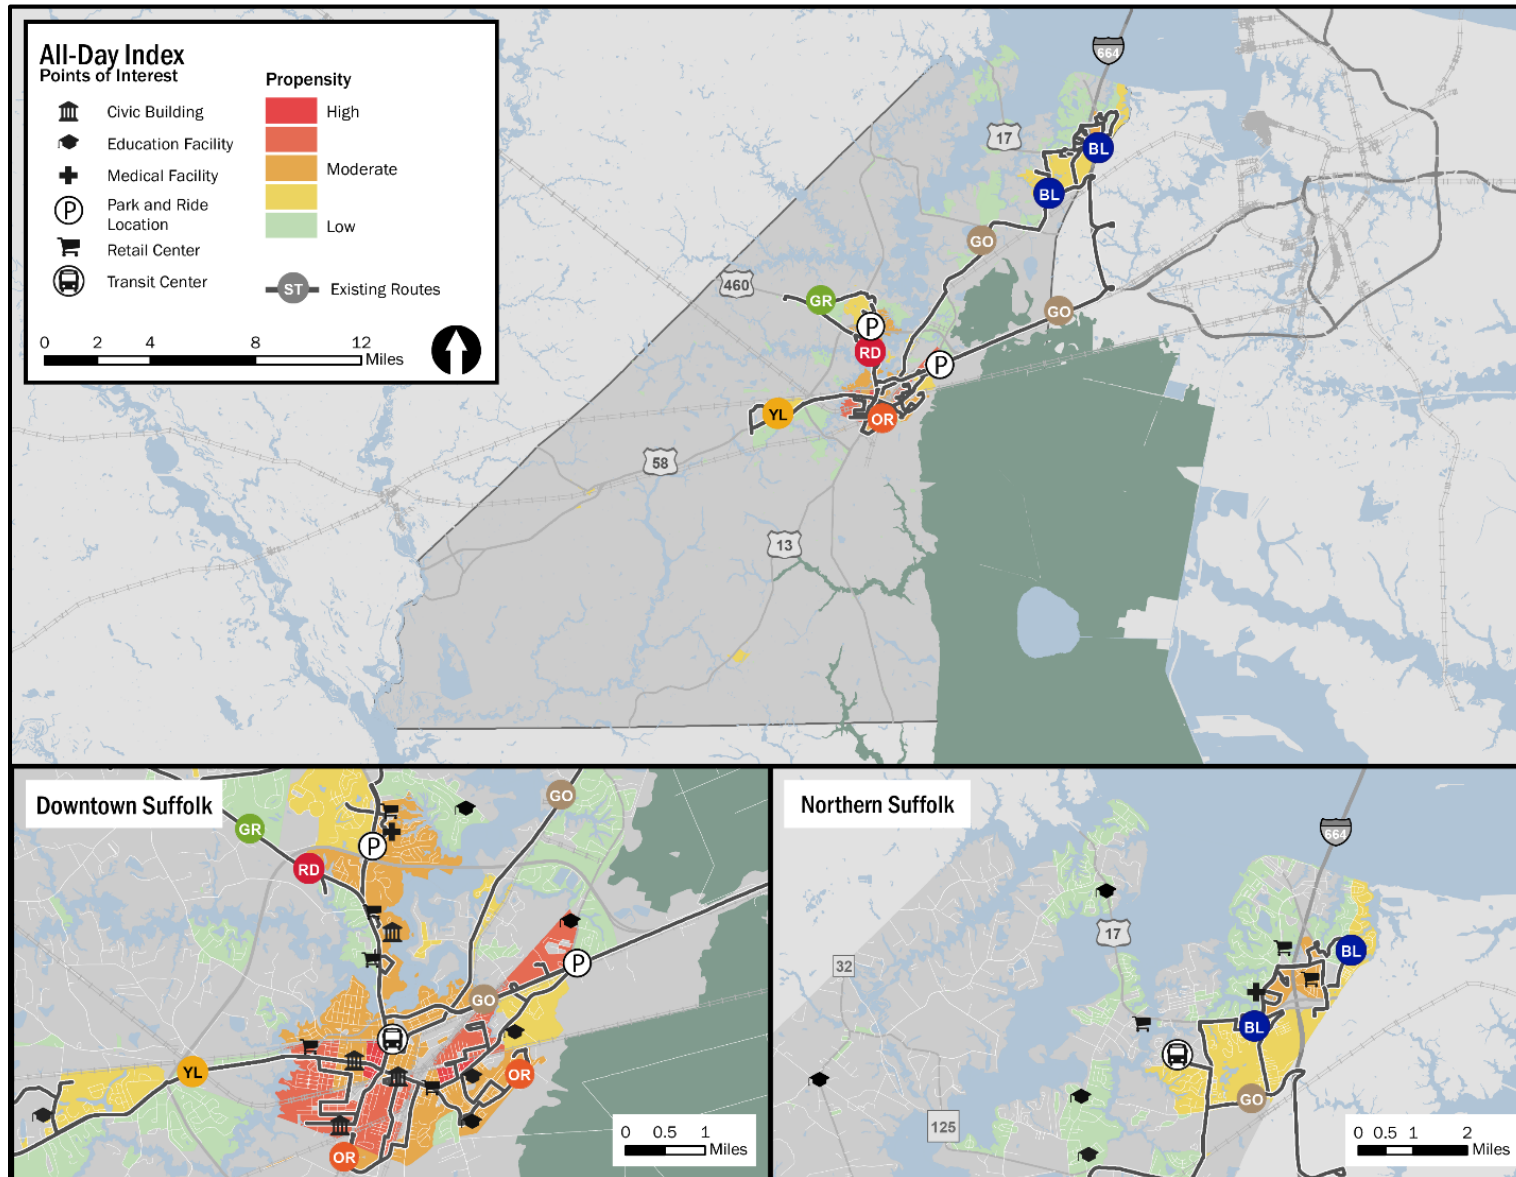 All-Day Index
Points of Interest
Civic Building
Education Facility
Medical Facility
P
Park and Ride
Location
Retail Center
Transit Center
Propensity
High
Moderate
Low
ST
Existing Routes
0 2 4 8 12
Miles
664
17
BL
BL
GO
460
GR
GO
P
RD
P
YL
OR
58
13
Downtown Suffolk
GO
GR
P
RD
P
GO
YL
OR
OR
0 0.5 1
Miles
Northern Suffolk
664
17
32
BL
BL
GO
125
0 0.5 1 2
Miles